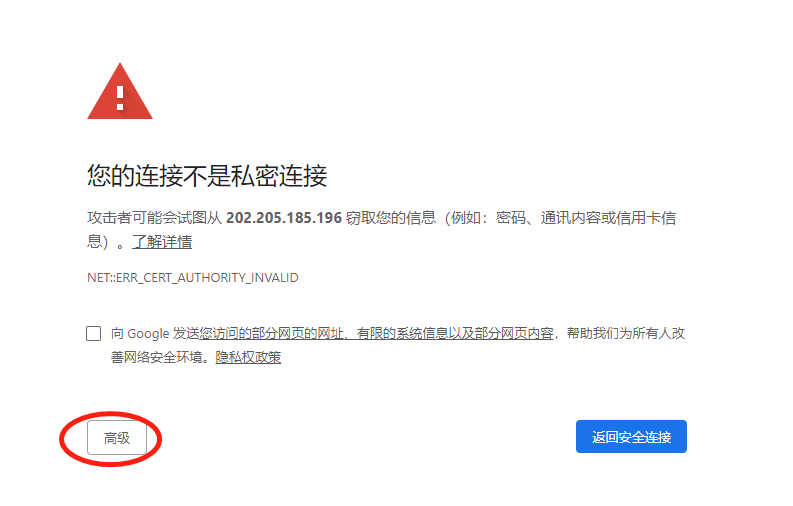 您的连接不是私密连接
攻击者可能会试图从 202.205.185.196 窃取您的信息（例如：密码、通讯内容或信用卡信
息）。了解详情
NET::ERR_CERT_AUTHORITY_INVALID
向 Google 发送您访问的部分网页的网址、有限的系统信息以及部分网页内容，帮助我们为所有人改
善网络安全环境。隐私权政策
高级
返回安全连接